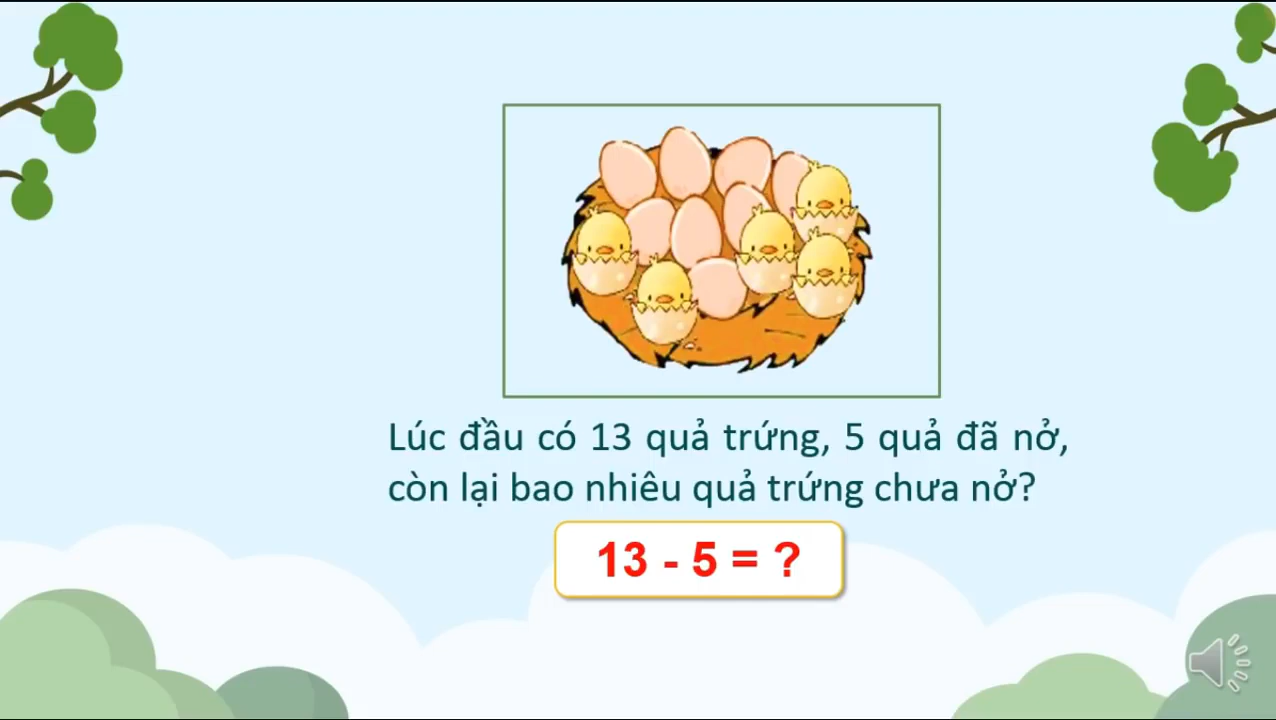 Lúc đầu có 13 quả trứng, 5 quả đã nở,
còn lại bao nhiêu quả trứng chưa nở?
13 - 5 = ?